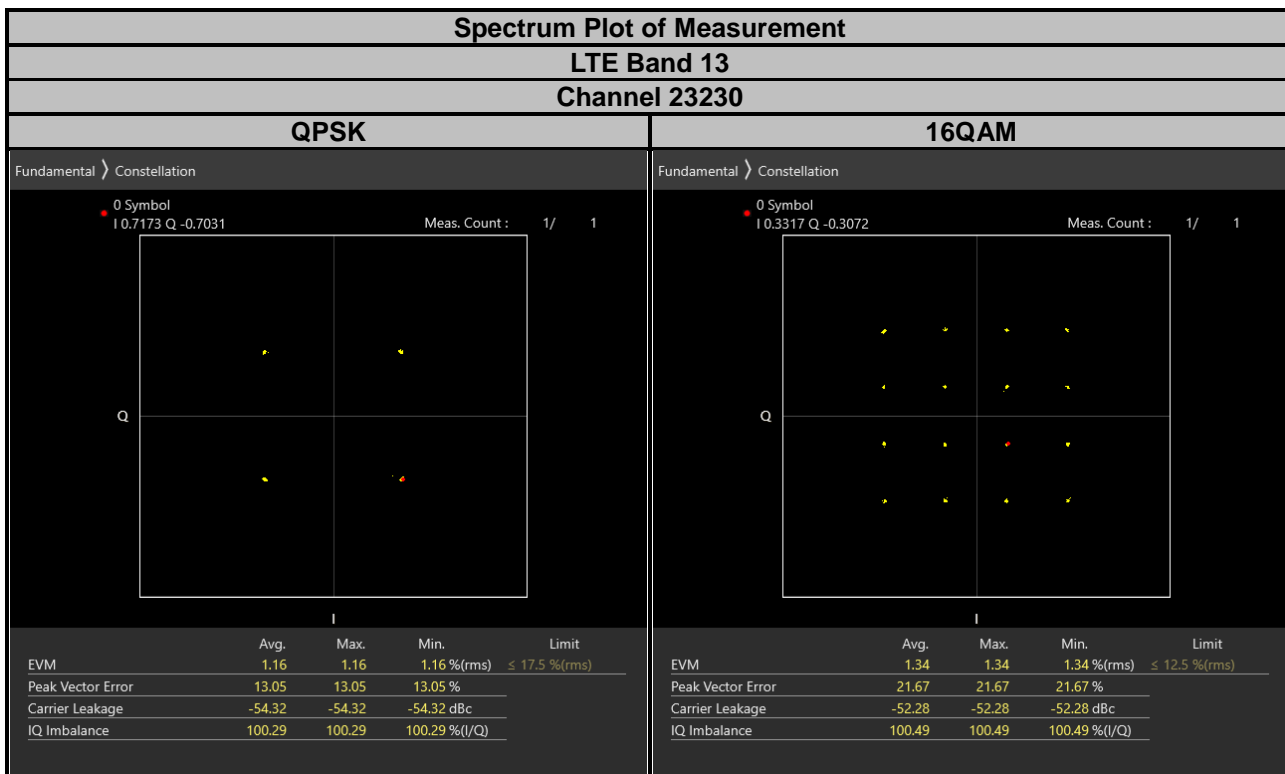 Spectrum Plot of Measurement
LTE Band 13
Channel 23230
QPSK
Fundamental 〉 Constellation
0 Symbol
I 0.7173 Q -0.7031 Meas. Count : 1/ 1
Q
I
Avg. Max. Min. Limit
EVM 1.16 1.16 1.16 %(rms) ≤ 17.5 %(rms)
Peak Vector Error 13.05 13.05 13.05 %
Carrier Leakage -54.32 -54.32 -54.32 dBc
IQ Imbalance 100.29 100.29 100.29 %(I/Q)
16QAM
Fundamental 〉 Constellation
0 Symbol
I 0.3317 Q -0.3072 Meas. Count : 1/ 1
Q
I
Avg. Max. Min. Limit
EVM 1.34 1.34 1.34 %(rms) ≤ 12.5 %(rms)
Peak Vector Error 21.67 21.67 21.67 %
Carrier Leakage -52.28 -52.28 -52.28 dBc
IQ Imbalance 100.49 100.49 100.49 %(I/Q)